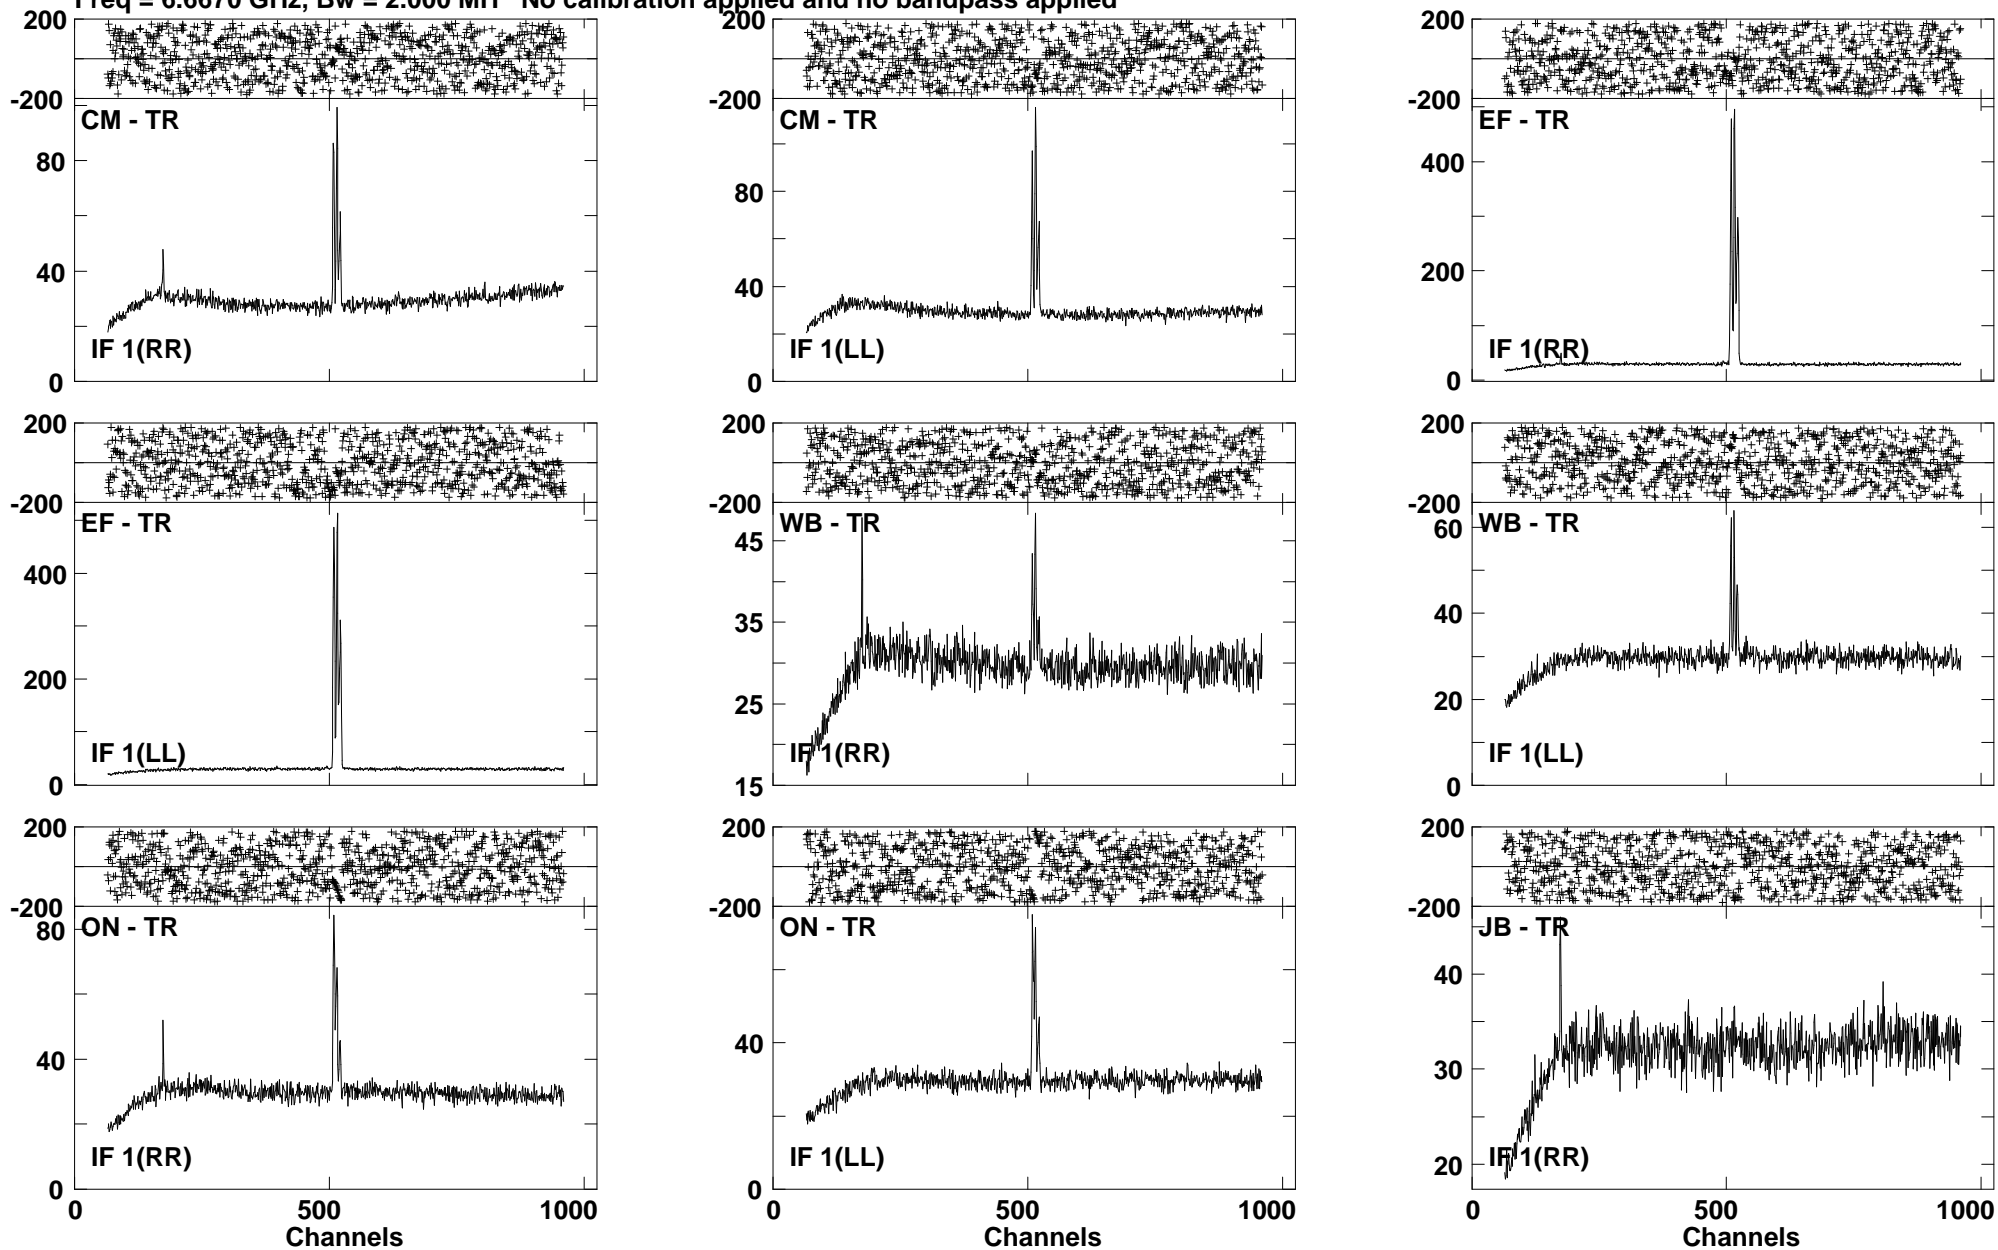 Freq = 6.6670 GHz, Bw = 2.000 MH No calibration applied and no bandpass applied
200
-200
CM - TR
80
40
0
IF 1(RR)
200
-200
CM - TR
80
40
0
IF 1(LL)
200
-200
EF - TR
400
200
0
IF 1(RR)
200
-200
EF - TR
400
200
0
IF 1(LL)
200
-200
WB - TR
45
35
25
15
IF 1(RR)
200
-200
WB - TR
60
40
20
0
IF 1(LL)
200
-200
ON - TR
80
40
0
IF 1(RR)
0 500 1000
Channels
200
-200
ON - TR
40
0
IF 1(LL)
0 500 1000
Channels
200
-200
JB - TR
40
30
20
IF 1(RR)
0 500 1000
Channels